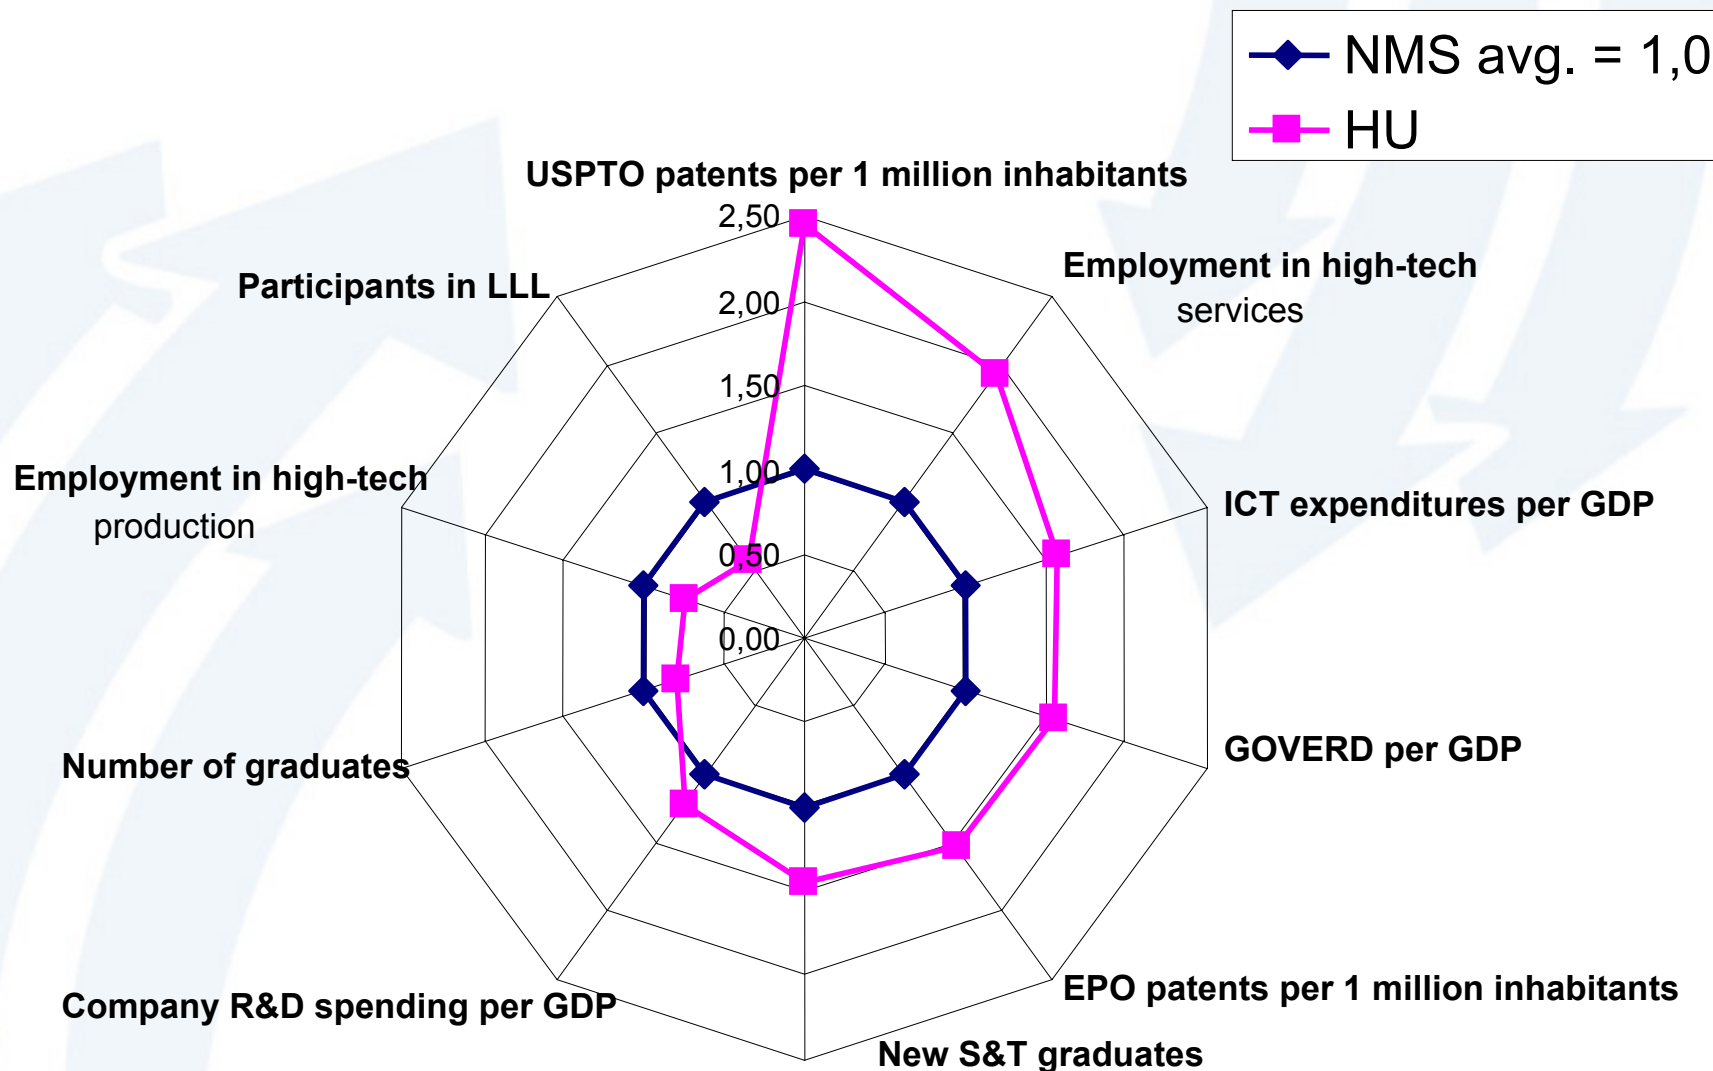 NMS avg. = 1,0
HU
USPTO patents per 1 million inhabitants
2,50
Employment in high-tech
services
Participants in LLL
2,00
1,50
Employment in high-tech
production
1,00
ICT expenditures per GDP
0,50
0,00
Number of graduates
GOVERD per GDP
Company R&D spending per GDP
EPO patents per 1 million inhabitants
New S&T graduates